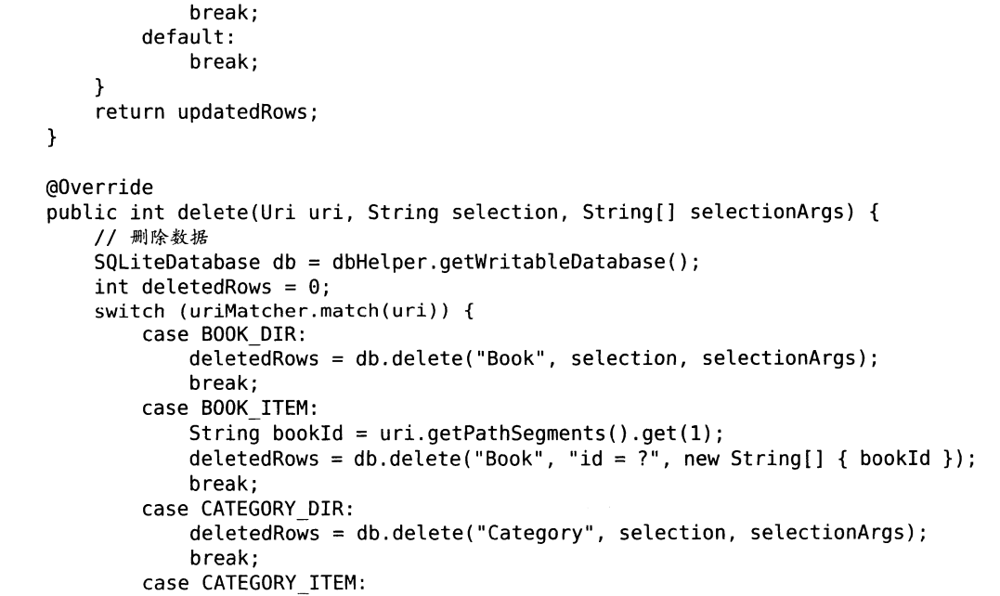 break;
        default:
            break;
    }
    return updatedRows;
}

@Override
public int delete(Uri uri, String selection, String[] selectionArgs) {
    // 删除数据
    SQLiteDatabase db = dbHelper.getWritableDatabase();
    int deletedRows = 0;
    switch (uriMatcher.match(uri)) {
        case BOOK_DIR:
            deletedRows = db.delete("Book", selection, selectionArgs);
            break;
        case BOOK_ITEM:
            String bookId = uri.getPathSegments().get(1);
            deletedRows = db.delete("Book", "id = ?", new String[] { bookId });
            break;
        case CATEGORY_DIR:
            deletedRows = db.delete("Category", selection, selectionArgs);
            break;
        case CATEGORY_ITEM: